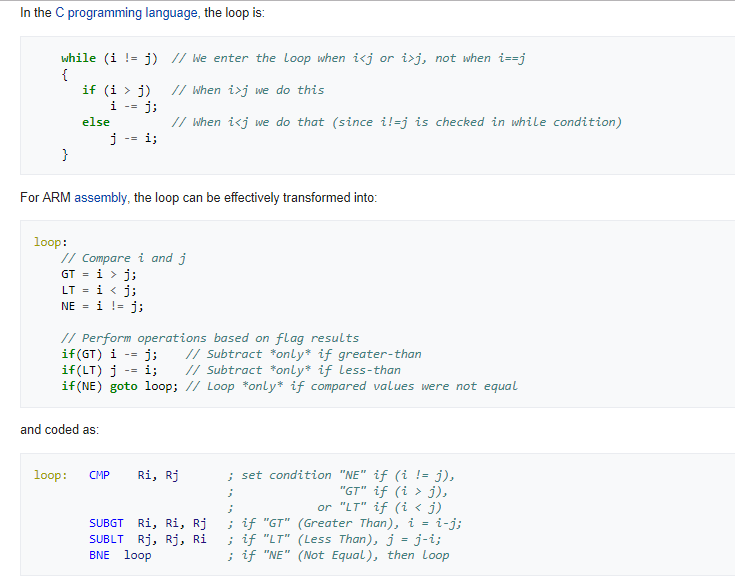 In the C programming language, the loop is:
while (i != j)  // We enter the loop when i<j or i>j, not when i==j
{
if (i > j)   // When i>j we do this
i -= j;
else         // When i<j we do that (since i!=j is checked in while condition)
j -= i;
}
For ARM assembly, the loop can be effectively transformed into:
loop:
// Compare i and j
GT = i > j;
LT = i < j;
NE = i != j;
// Perform operations based on flag results
if(GT) i -= j;    // Subtract *only* if greater-than
if(LT) j -= i;    // Subtract *only* if less-than
if(NE) goto loop; // Loop *only* if compared values were not equal
and coded as:
loop:   CMP    Ri, Rj       ; set condition "NE" if (i != j),
;               "GT" if (i > j),
;            or "LT" if (i < j)
SUBGT  Ri, Ri, Rj   ; if "GT" (Greater Than), i = i-j;
SUBLT  Rj, Rj, Ri   ; if "LT" (Less Than), j = j-i;
BNE  loop           ; if "NE" (Not Equal), then loop